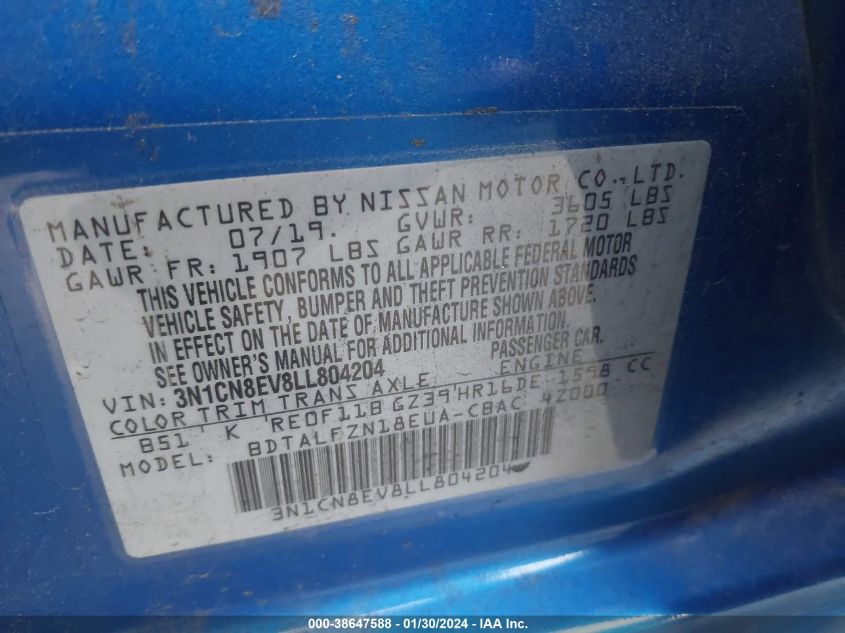 MANUFACTURED BY NISSAN MOTOR CO.,LTD.
DATE: 07/19. GVWR: 3605 LBS
GAWR FR: 1907 LBS GAWR RR: 1720 LBS
THIS VEHICLE CONFORMS TO ALL APPLICABLE FEDERAL MOTOR
VEHICLE SAFETY, BUMPER AND THEFT PREVENTION STANDARDS
IN EFFECT ON THE DATE OF MANUFACTURE SHOWN ABOVE.
SEE OWNER'S MANUAL FOR ADDITIONAL INFORMATION.
VIN: 3N1CN8EV8LL804204 PASSENGER CAR.
COLOR TRIM TRANS AXLE ENGINE
B51 K RE0F11B GZ39 HR16DE 1598 CC
MODEL: BDTALFZN18EUA-CBAC 4Z000
3N1CN8EV8LL804204
000-38647588 - 01/30/2024 - IAA Inc.